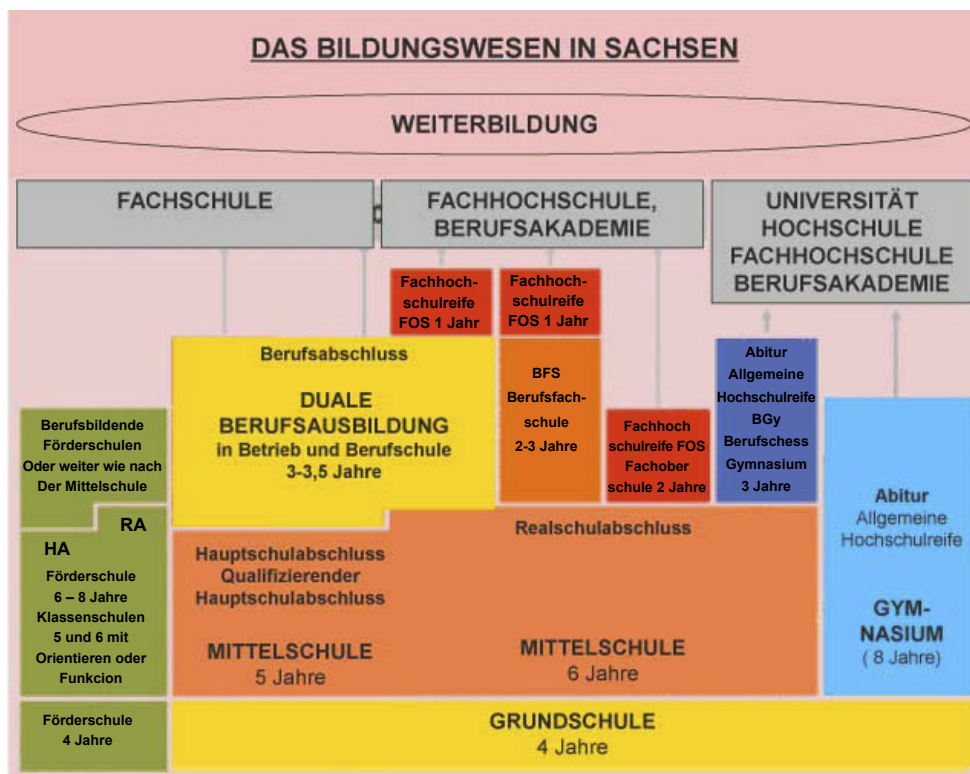 DAS BILDUNGSWESEN IN SACHSEN
WEITERBILDUNG
FACHSCHULE
FACHHOCHSCHULE,
BERUFSAKADEMIE
UNIVERSITÄT
HOCHSCHULE
FACHHOCHSCHULE
BERUFSAKADEMIE
Fachhoch-
schulreife
FOS 1 Jahr
Fachhoch-
schulreife
FOS 1 Jahr
Berufsabschluss
DUALE
BERUFSAUSBILDUNG
in Betrieb und Berufschule
3-3,5 Jahre
BFS
Berufsfach-
schule
2-3 Jahre
Fachhoch
schulreife FOS
Fachober
schule 2 Jahre
Abitur
Allgemeine
Hochschulreife
BGy
Berufschess
Gymnasium
3 Jahre
Berufsbildende
Förderschulen
Oder weiter wie nach
Der Mittelschule
RA
HA
Förderschule
6 – 8 Jahre
Klassenschulen
5 und 6 mit
Orientieren oder
Funkcion
Hauptschulabschluss
Qualifizierender
Hauptschulabschluss
MITTELSCHULE
5 Jahre
Realschulabschluss
MITTELSCHULE
6 Jahre
Abitur
Allgemeine
Hochschulreife
GYM-
NASIUM
( 8 Jahre)
Förderschule
4 Jahre
GRUNDSCHULE
4 Jahre